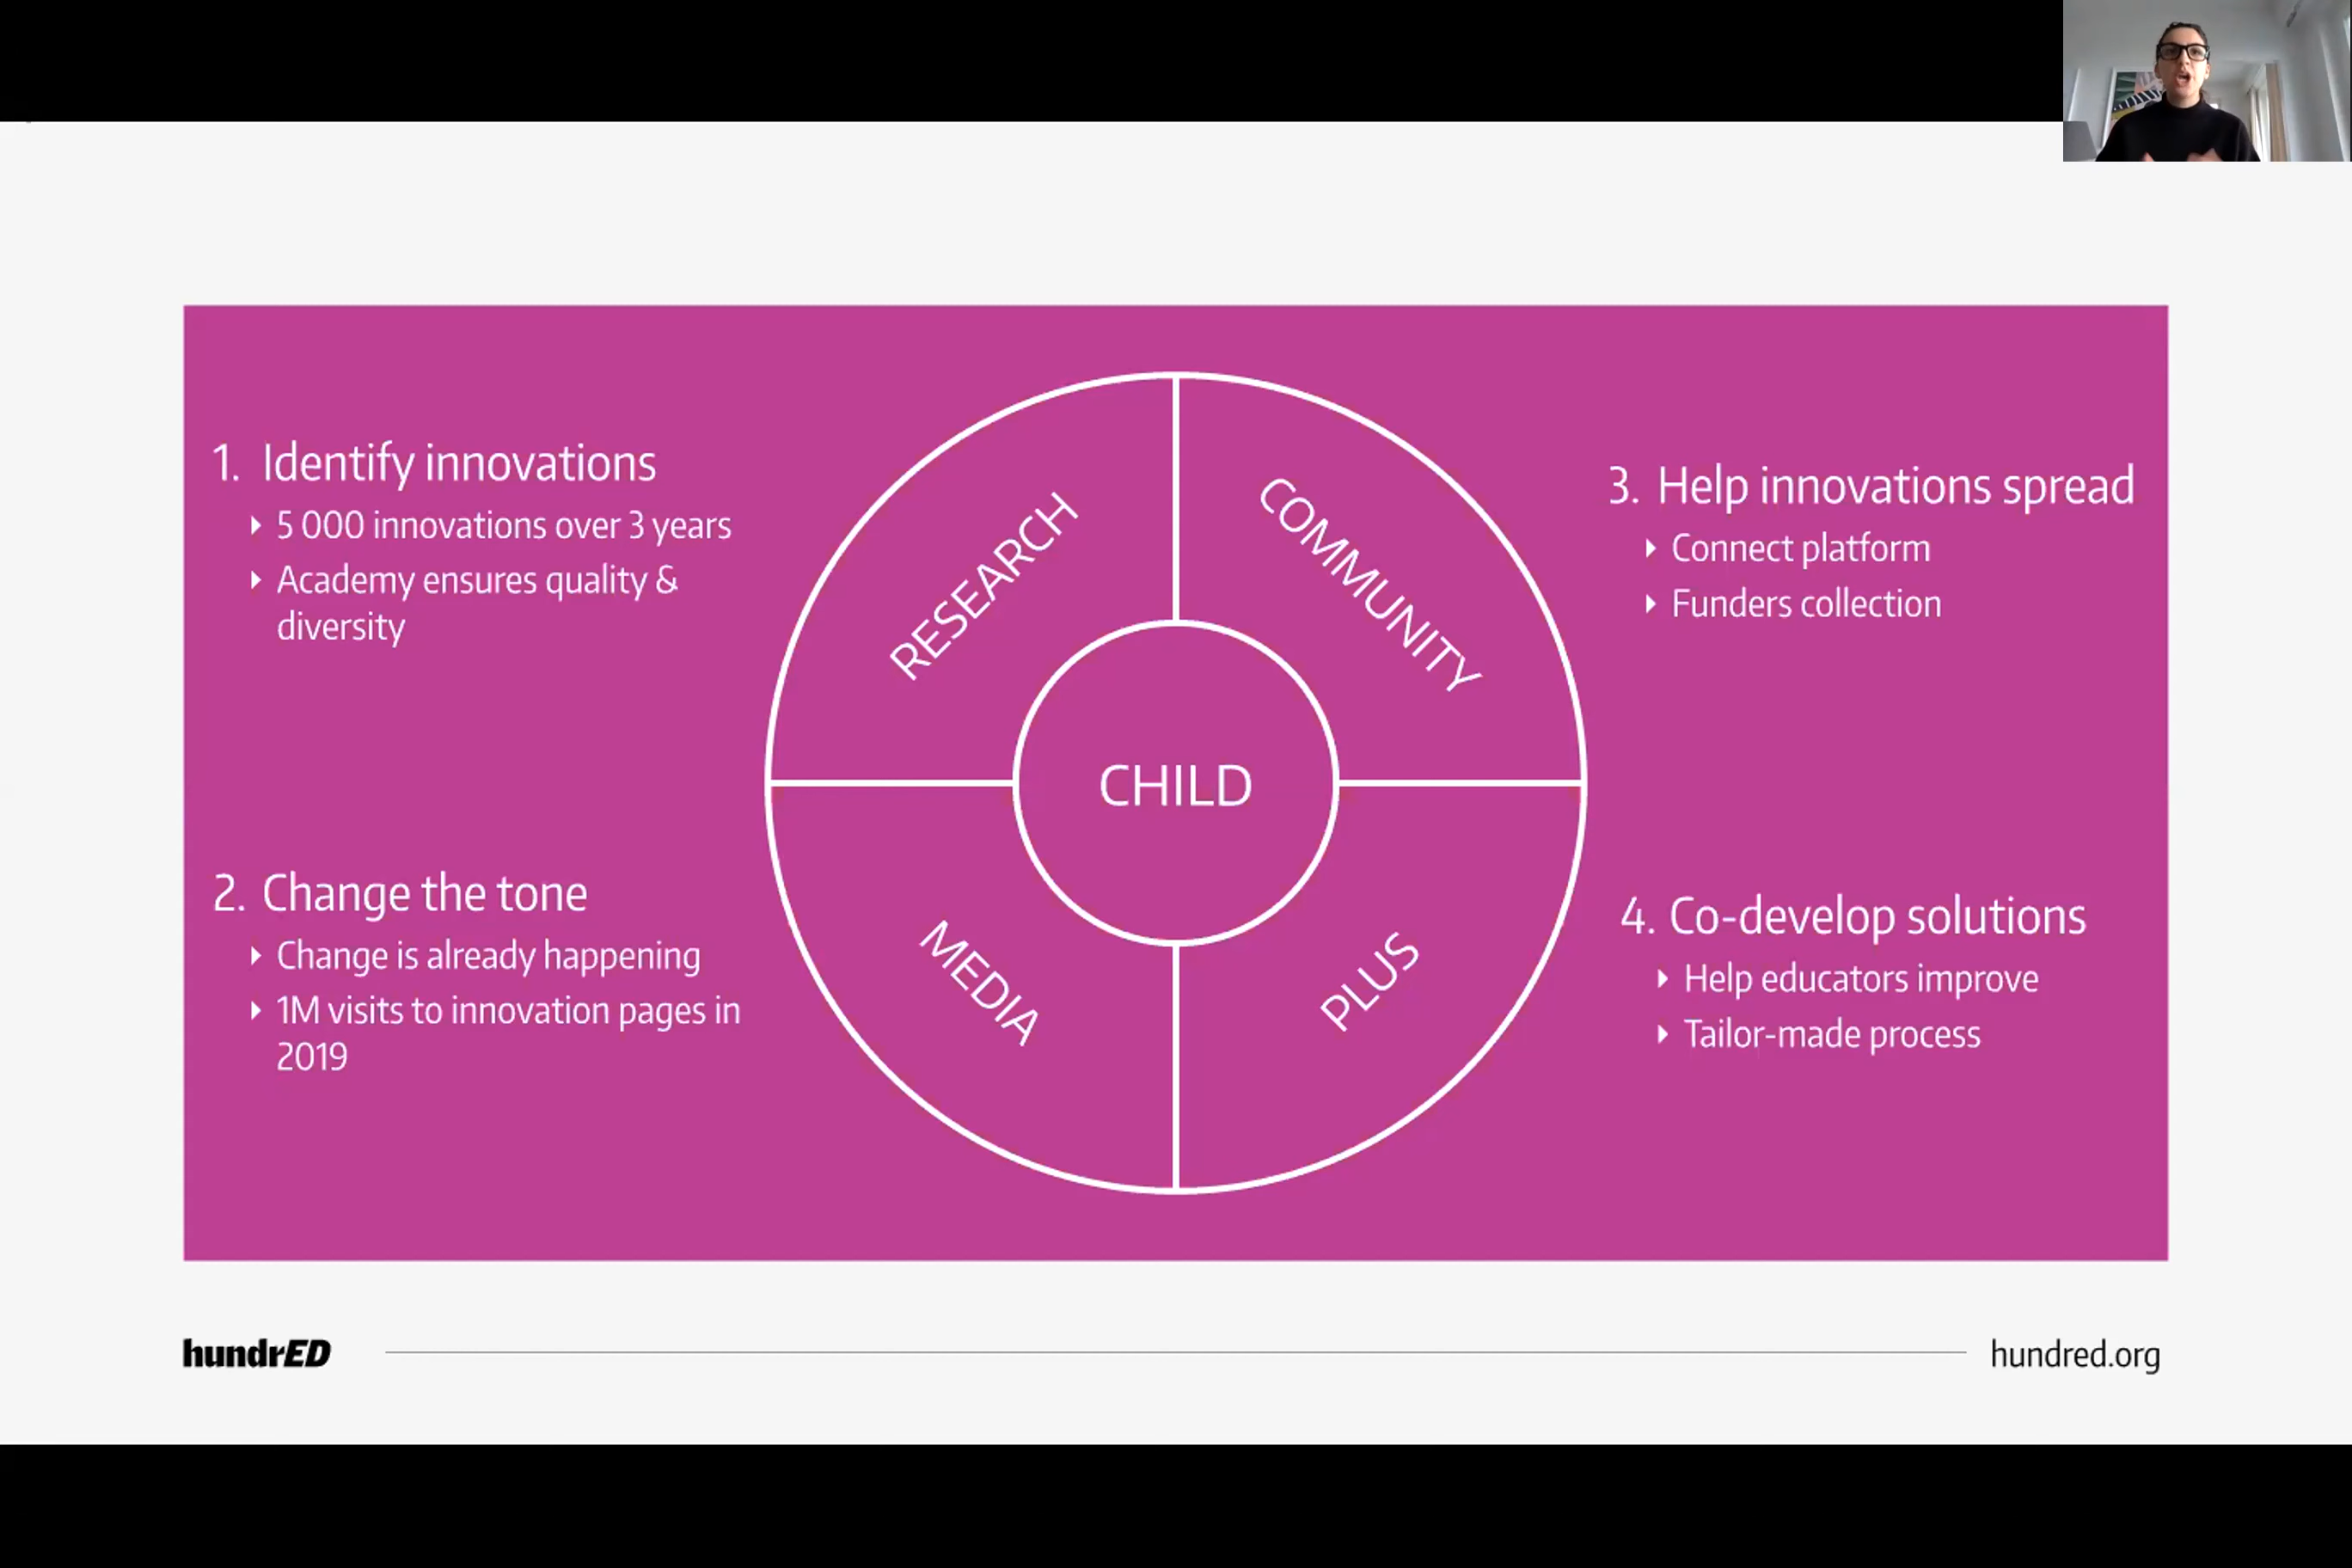 1. Identify innovations
5 000 innovations over 3 years
Academy ensures quality &
diversity
2. Change the tone
Change is already happening
1M visits to innovation pages in
2019
RESEARCH
COMMUNITY
CHILD
MEDIA
PLUS
3. Help innovations spread
Connect platform
Funders collection
4. Co-develop solutions
Help educators improve
Tailor-made process
hundrED
hundred.org